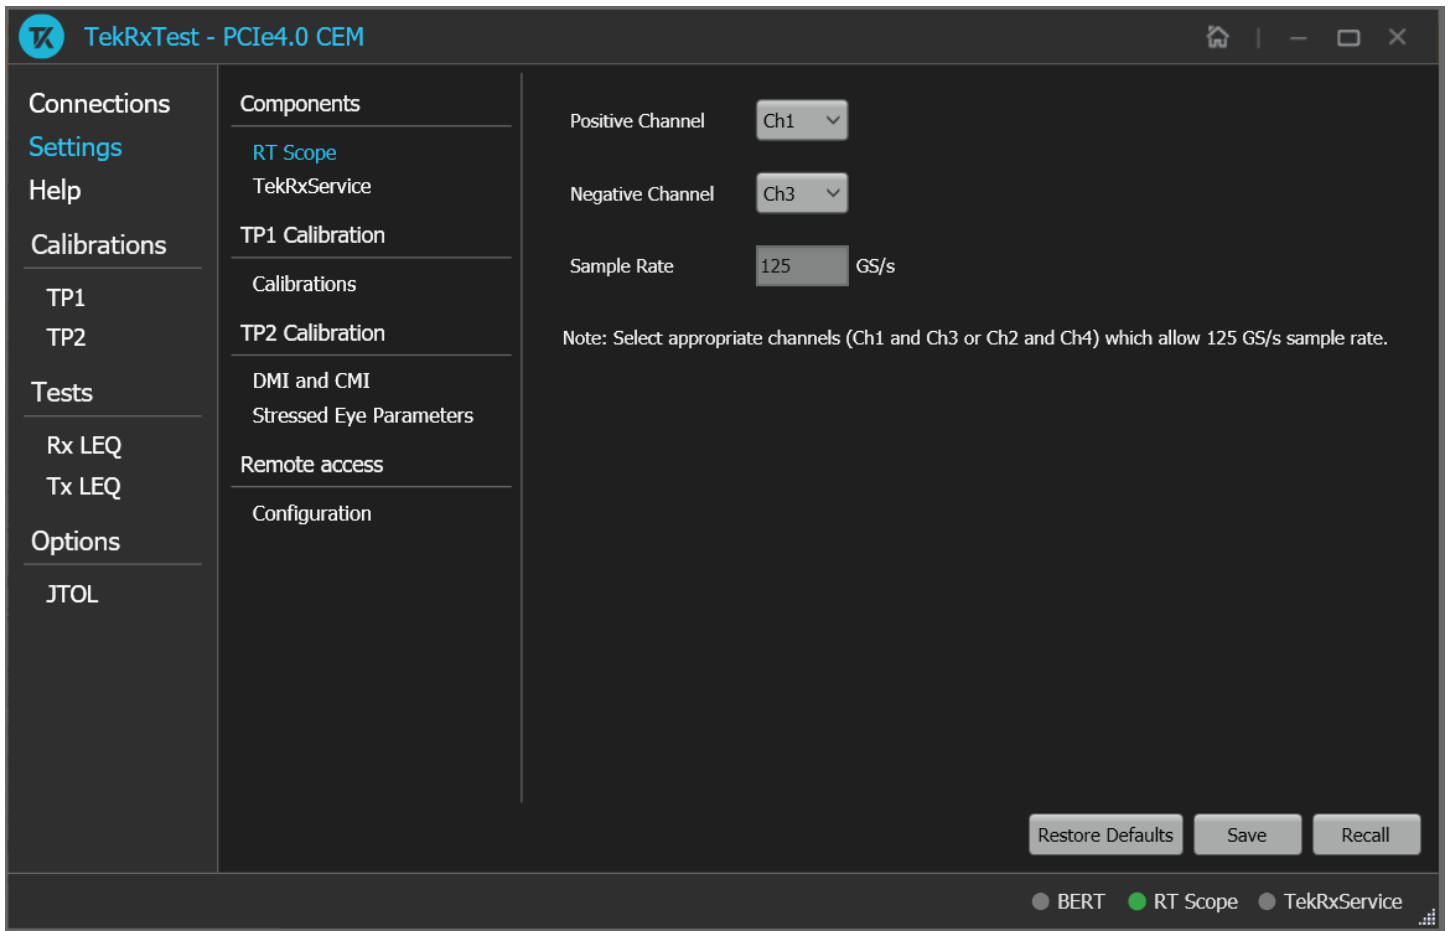 TekRxTest - PCIe4.0 CEM
Connections
Settings
Help
Calibrations
TP1
TP2
Tests
Rx LEQ
Tx LEQ
Options
JTOL
Components
RT Scope
TekRxService
TP1 Calibration
Calibrations
TP2 Calibration
DMI and CMI
Stressed Eye Parameters
Remote access
Configuration
Positive Channel Ch1
Negative Channel Ch3
Sample Rate 125 GS/s
Note: Select appropriate channels (Ch1 and Ch3 or Ch2 and Ch4) which allow 125 GS/s sample rate.
Restore Defaults Save Recall
BERT RT Scope TekRxService